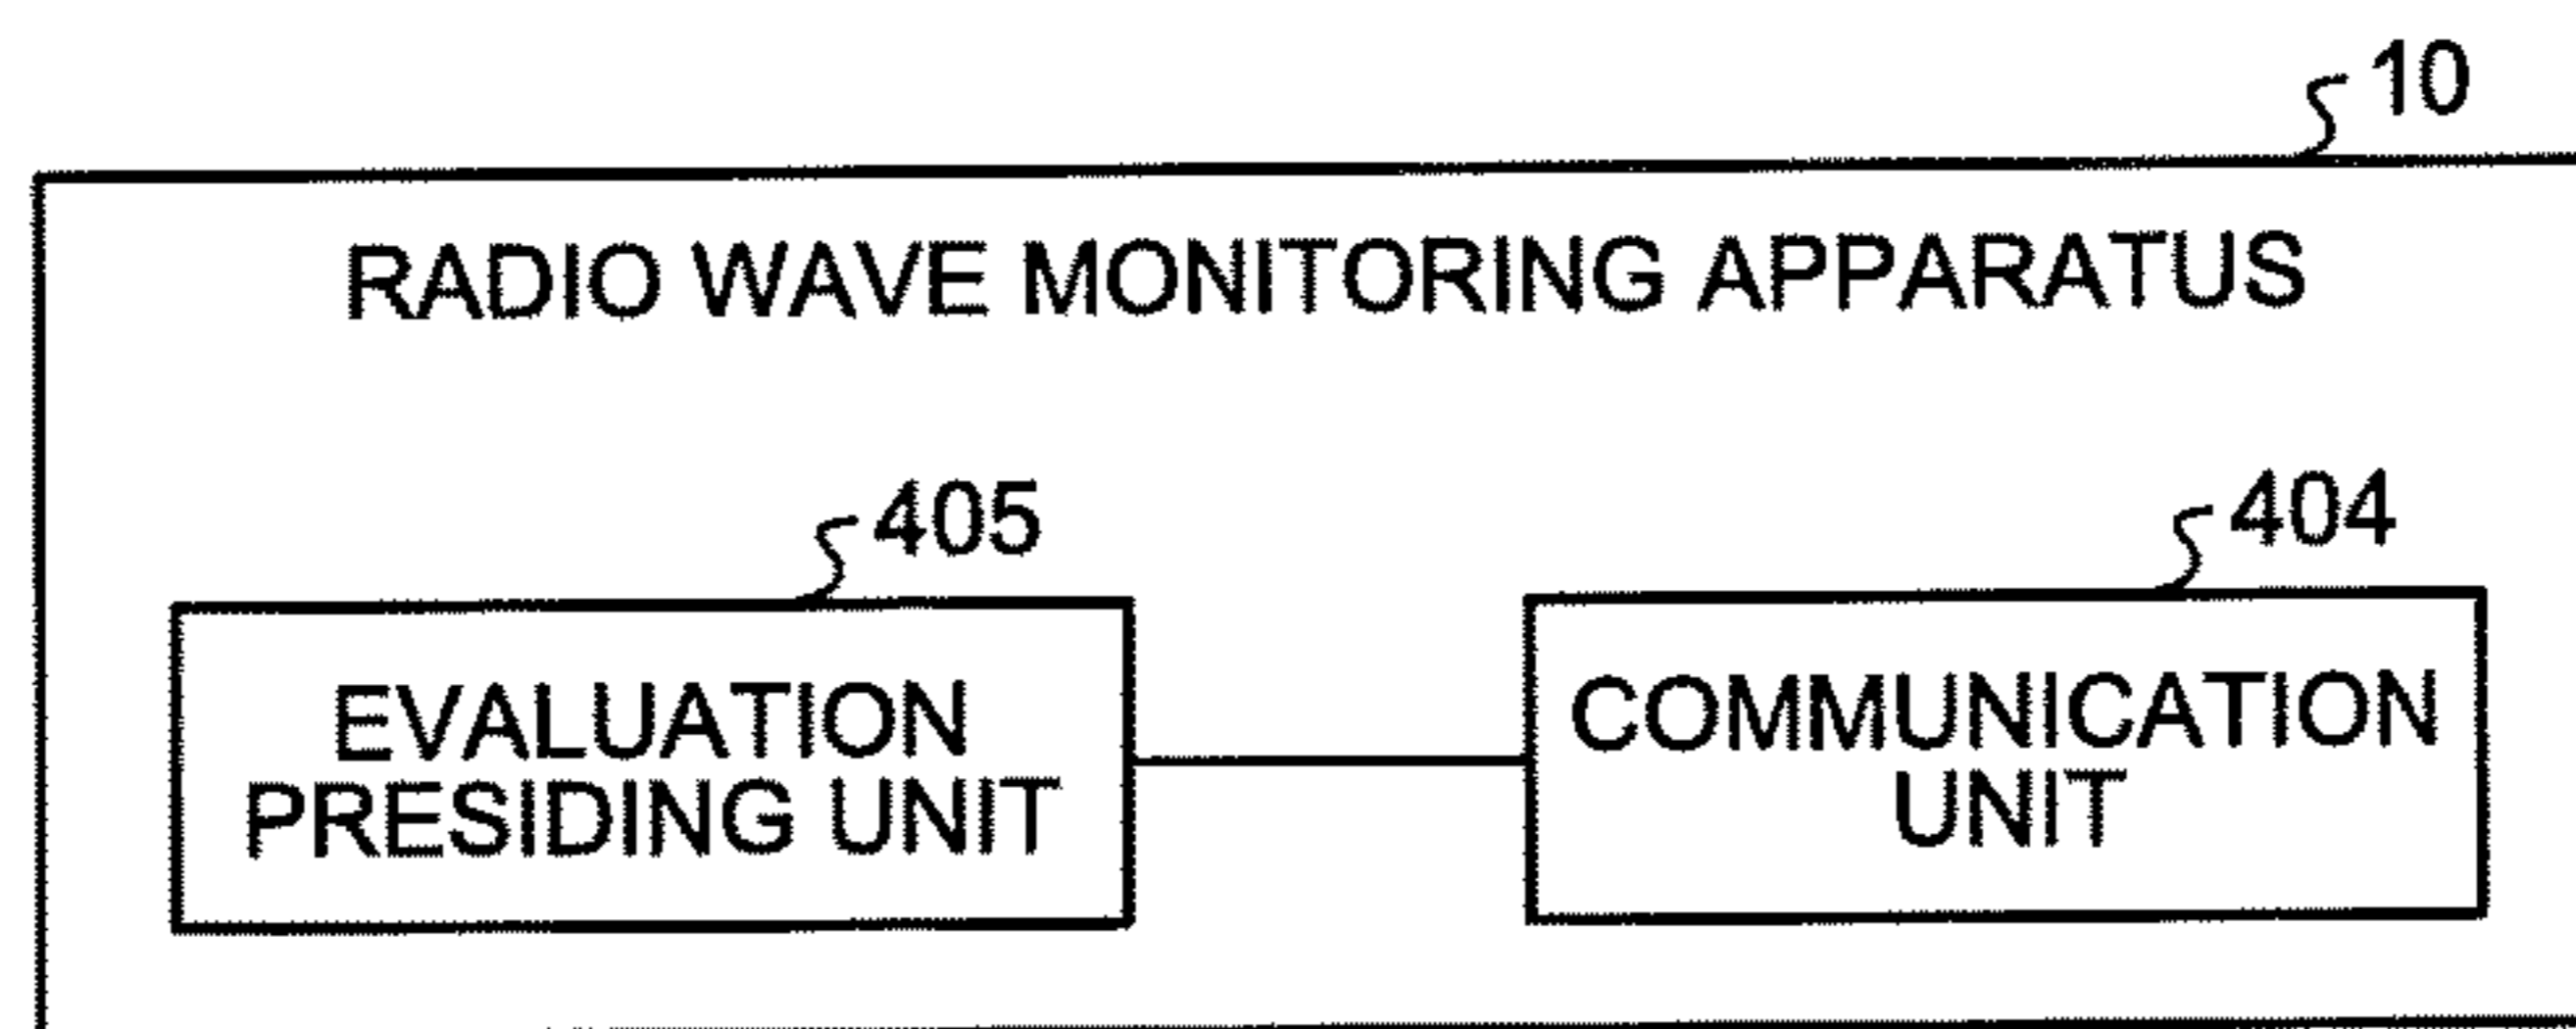 10
RADIO WAVE MONITORING APPARATUS
405
404
EVALUATION
PRESIDING UNIT
COMMUNICATION
UNIT